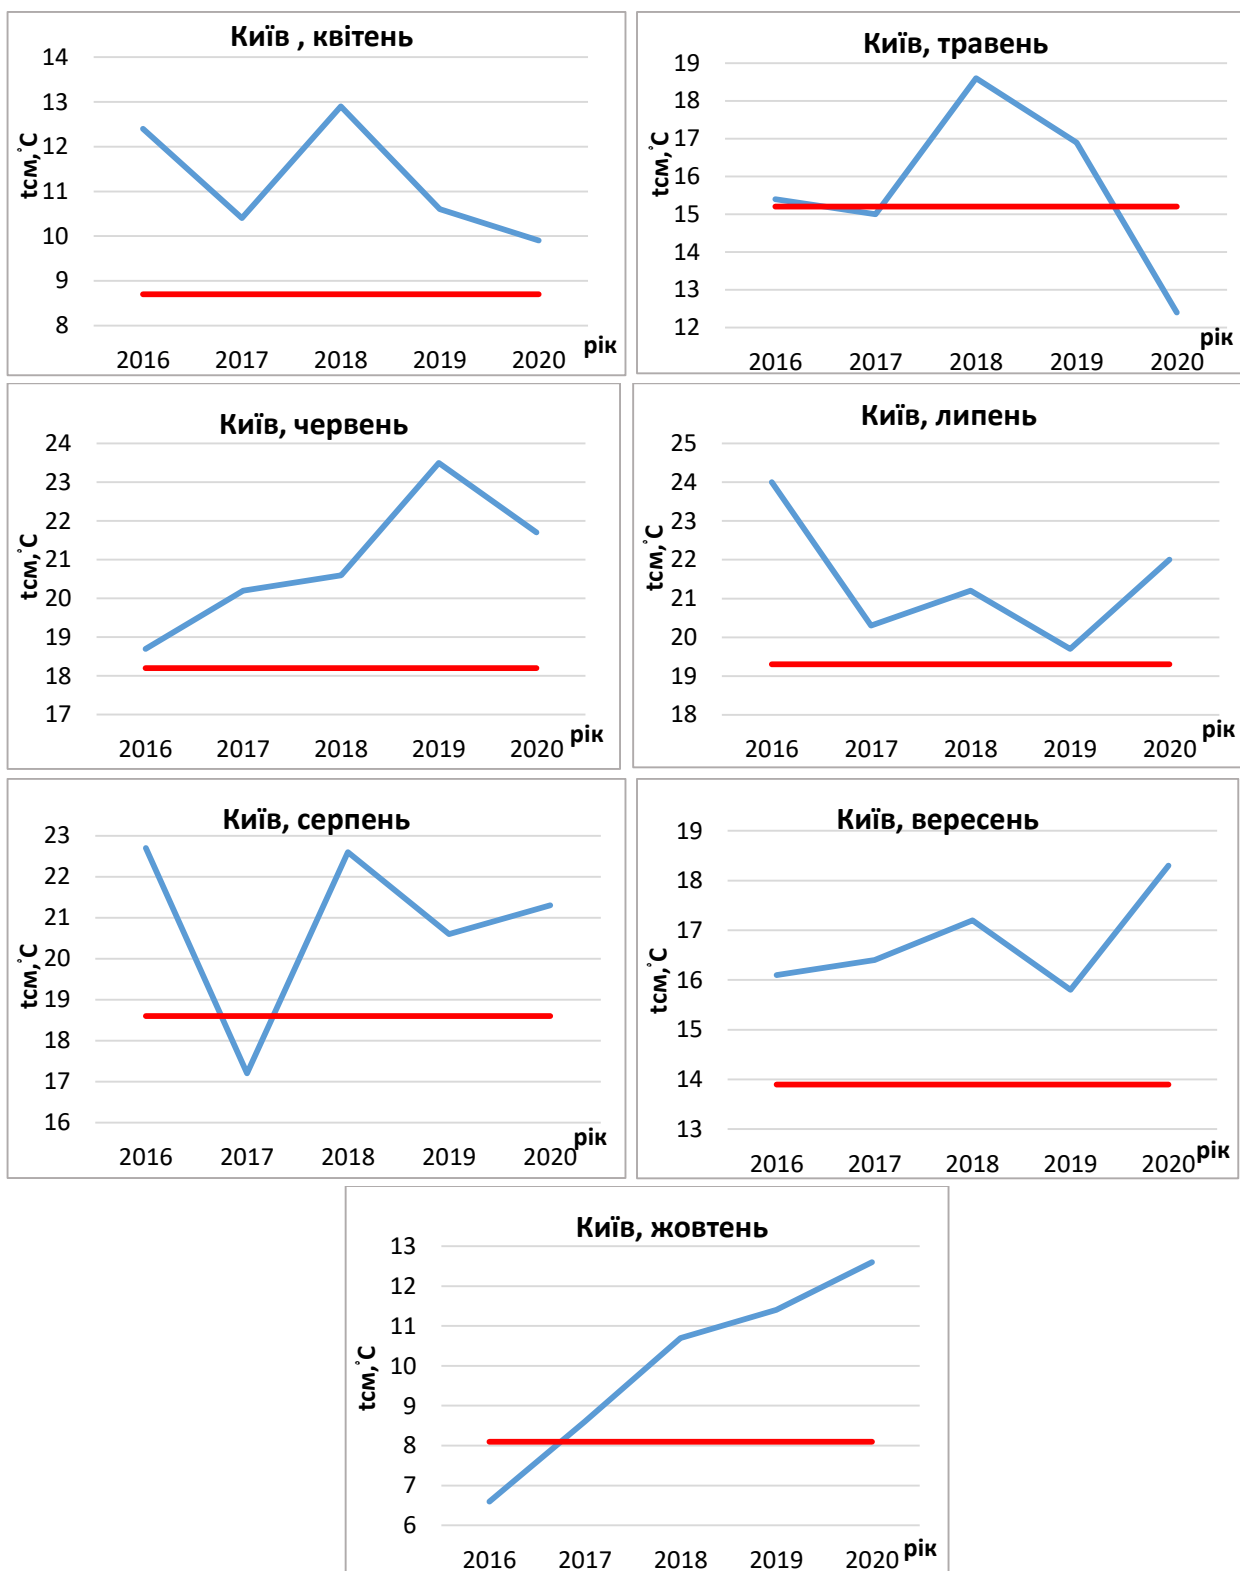 Київ , квітень
14
13
12
11
10
9
8
tсм,˚C
2016 2017 2018 2019 2020
рік
Київ, травень
19
18
17
16
15
14
13
12
tсм,˚C
2016 2017 2018 2019 2020
рік
Київ, червень
24
23
22
21
20
19
18
17
tсм,˚C
2016 2017 2018 2019 2020
рік
Київ, липень
25
24
23
22
21
20
19
18
tсм,˚C
2016 2017 2018 2019 2020
рік
Київ, серпень
23
22
21
20
19
18
17
16
tсм,˚C
2016 2017 2018 2019 2020
рік
Київ, вересень
19
18
17
16
15
14
13
tсм,˚C
2016 2017 2018 2019 2020
рік
Київ, жовтень
13
12
11
10
9
8
7
6
tсм,˚C
2016 2017 2018 2019 2020
рік